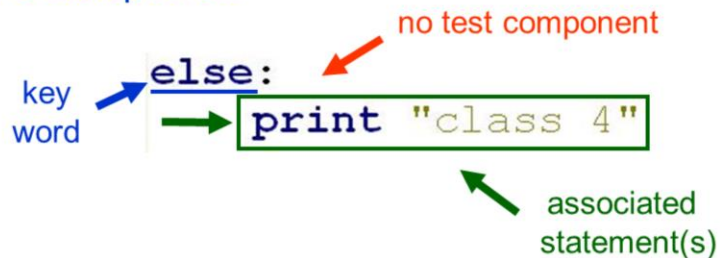 no test component
else:
key
word
print "class 4"
associated
statement(s)